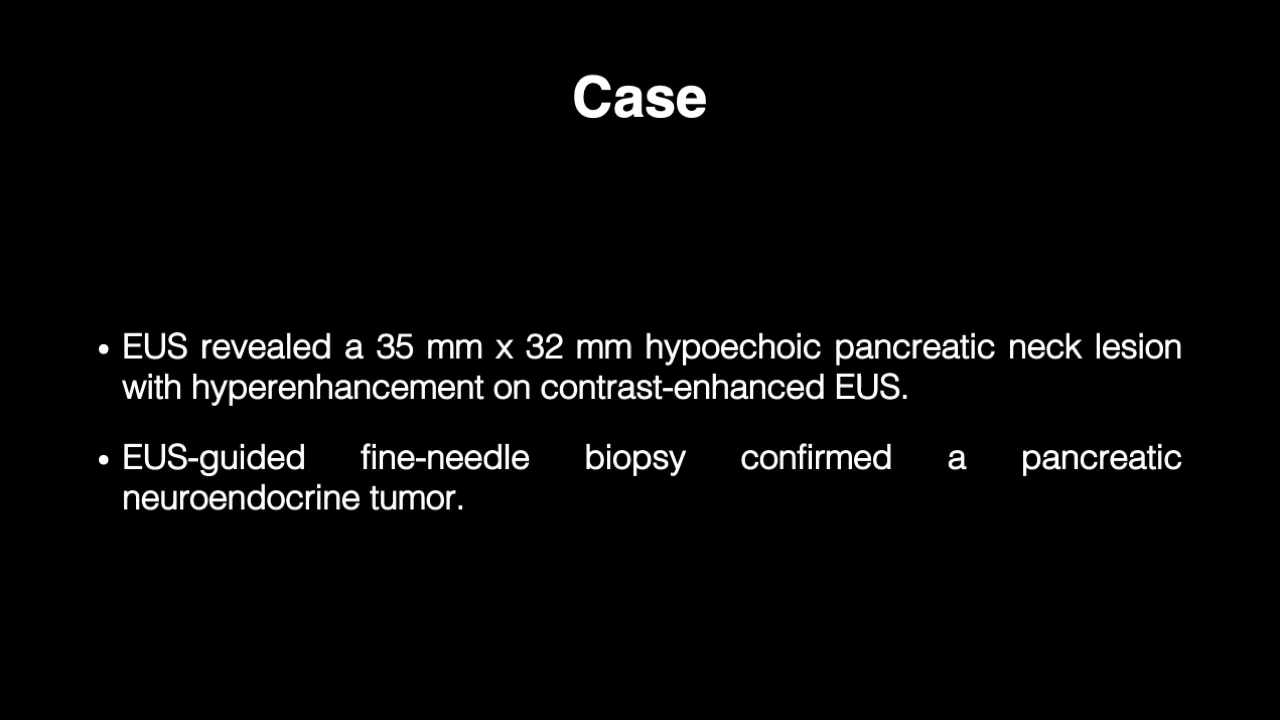 Case
• EUS revealed a 35 mm x 32 mm hypoechoic pancreatic neck lesion
with hyperenhancement on contrast-enhanced EUS.
• EUS-guided fine-needle biopsy confirmed a pancreatic
neuroendocrine tumor.